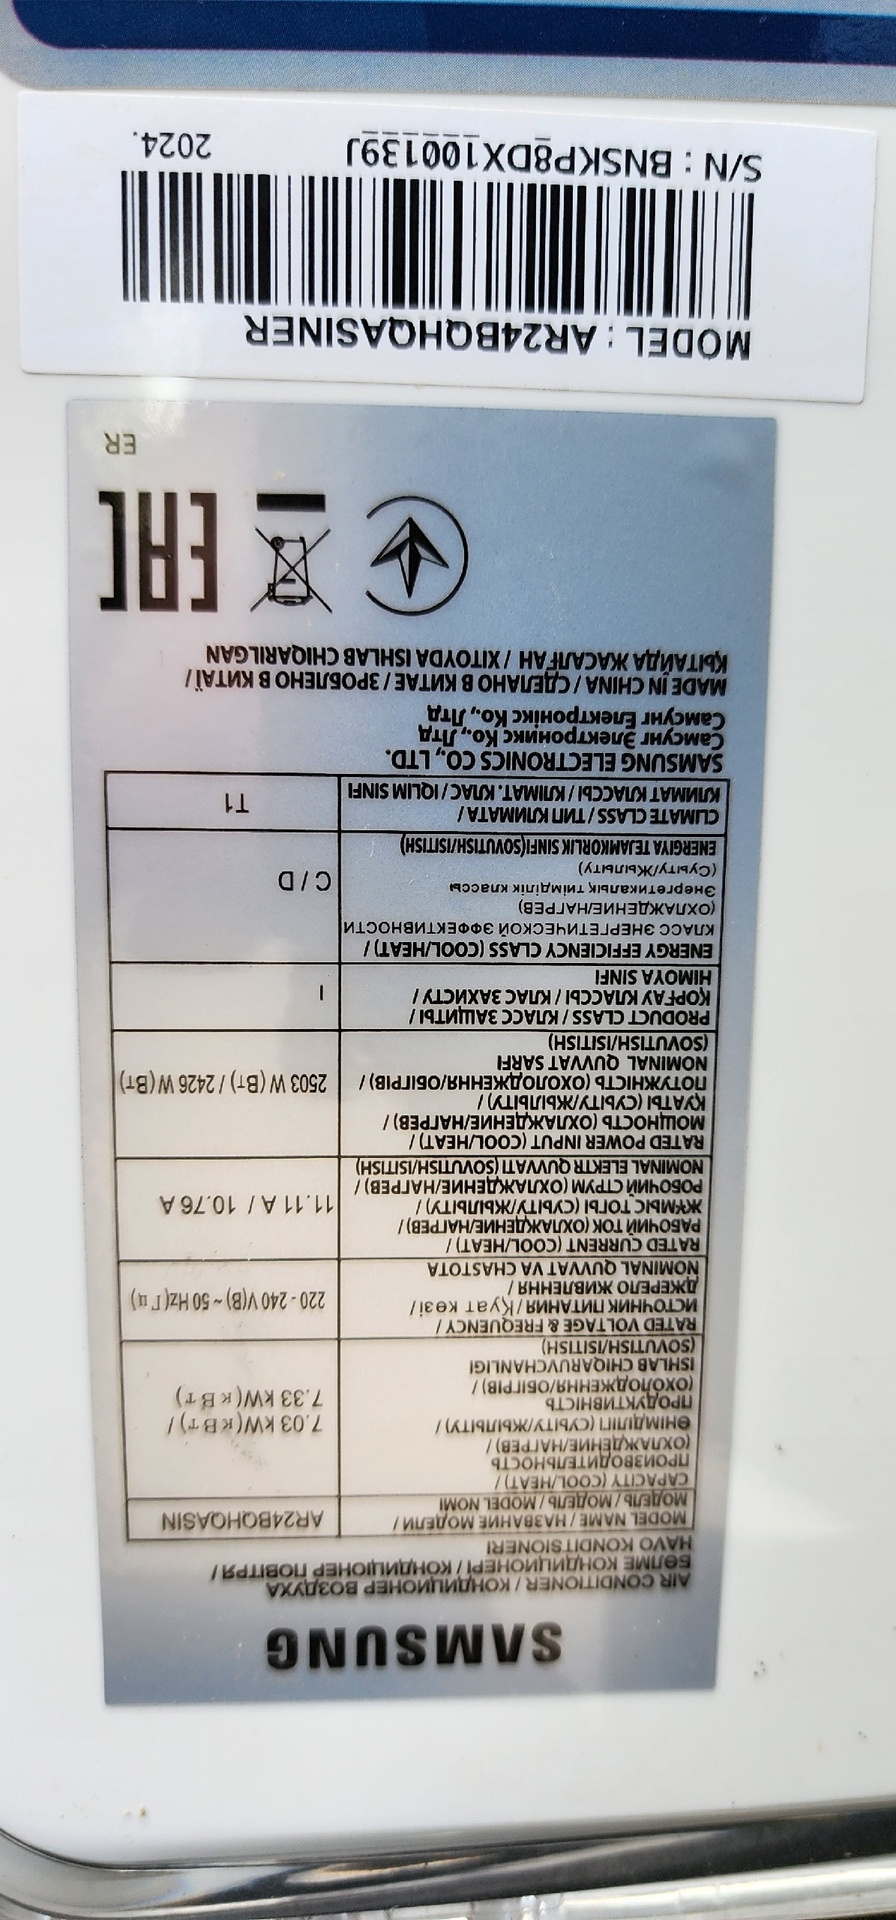 SAMSUNG
AIR CONDITIONER / КОНДИЦИОНЕР ВОЗДУХА
БӨЛМЕ КОНДИЦИОНЕРІ / КОНДИЦІОНЕР ПОВІТРЯ /
HAVO KONDITSIONERI
MODEL NAME / НАЗВАНИЕ МОДЕЛИ /
МОДЕЛЬ / МОДЕЛЬ / MODEL NOMI
AR24BQHQASIN
CAPACITY (COOL/HEAT) /
ПРОИЗВОДИТЕЛЬНОСТЬ
(ОХЛАЖДЕНИЕ/НАГРЕВ) /
ӨНІМДІЛІГІ (СУЫТУ/ЖЫЛЫТУ) /
ПРОДУКТИВНІСТЬ
(ОХОЛОДЖЕННЯ/ОБІГРІВ) /
ISHLAB CHIQARUVCHANLIGI
(SOVUTISH/ISITISH)
7.03 kW(кВт) /
7.33 kW(кВт)
RATED VOLTAGE & FREQUENCY /
ИСТОЧНИК ПИТАНИЯ / Қуат көзі /
ДЖЕРЕЛО ЖИВЛЕННЯ /
NOMINAL QUVVAT VA CHASTOTA
220 - 240 V(В) ~ 50 Hz(Гц)
RATED CURRENT (COOL/HEAT) /
РАБОЧИЙ ТОК (ОХЛАЖДЕНИЕ/НАГРЕВ) /
ЖҰМЫС ТОГЫ (СУЫТУ/ЖЫЛЫТУ) /
РОБОЧИЙ СТРУМ (ОХЛАЖДЕНИЕ/НАГРЕВ) /
NOMINAL ELEKTR QUVVATI (SOVUTISH/ISITISH)
11.11 A / 10.76 A
RATED POWER INPUT (COOL/HEAT) /
МОЩНОСТЬ (ОХЛАЖДЕНИЕ/НАГРЕВ) /
ҚУАТЫ (СУЫТУ/ЖЫЛЫТУ) /
ПОТУЖНІСТЬ (ОХОЛОДЖЕННЯ/ОБІГРІВ) /
NOMINAL QUVVAT SARFI
(SOVUTISH/ISITISH)
2503 W (Вт) / 2426 W (Вт)
PRODUCT CLASS / КЛАСС ЗАЩИТЫ /
ҚОРҒАУ КЛАССЫ / КЛАС ЗАХИСТУ /
HIMOYA SINFI
I
ENERGY EFFICIENCY CLASS (COOL/HEAT) /
КЛАСС ЭНЕРГЕТИЧЕСКОЙ ЭФФЕКТИВНОСТИ
(ОХЛАЖДЕНИЕ/НАГРЕВ)
Энергетикалық тиімділік классы
(Суыту/Жылыту)
ENERGIYA TEJAMKORLIK SINFI(SOVUTISH/ISITISH)
C / D
CLIMATE CLASS / ТИП КЛИМАТА /
КЛИМАТ КЛАССЫ / КЛІМАТ. КЛАС / IQLIM SINFI
T1
SAMSUNG ELECTRONICS CO., LTD.
Самсунг Электроникс Ко., Лтд
Самсунг Електронікс Ко., Лтд
MADE IN CHINA / СДЕЛАНО В КИТАЕ / ЗРОБЛЕНО В КИТАЇ /
ҚЫТАЙДА ЖАСАЛҒАН / XITOYDA ISHLAB CHIQARILGAN
EAC
ER
MODEL : AR24BQHQASINER
S/N : BNSKP8DX100139J 2024.